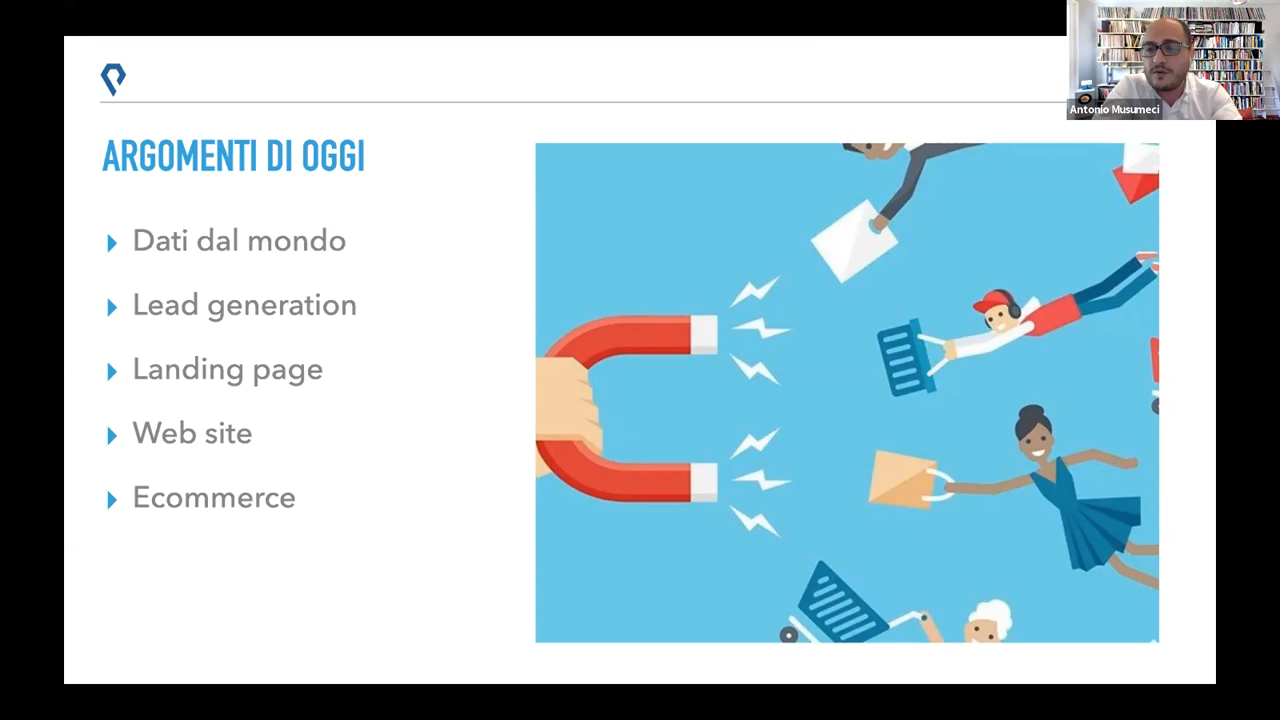 Antonio Musumeci
ARGOMENTI DI OGGI
Dati dal mondo
Lead generation
Landing page
Web site
Ecommerce